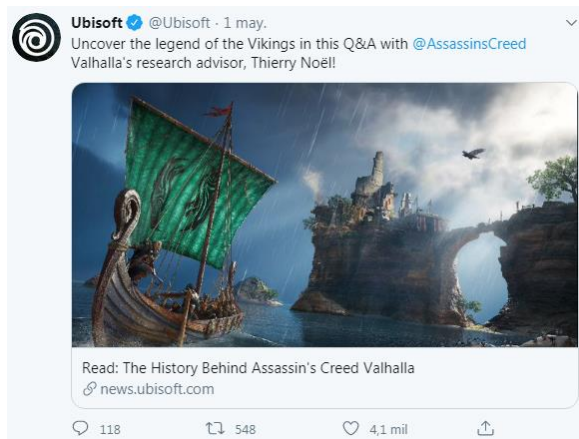 Ubisoft @Ubisoft · 1 may.
Uncover the legend of the Vikings in this Q&A with @AssassinsCreed
Valhalla's research advisor, Thierry Noël!
Read: The History Behind Assassin's Creed Valhalla
news.ubisoft.com
118 548 4,1 mil